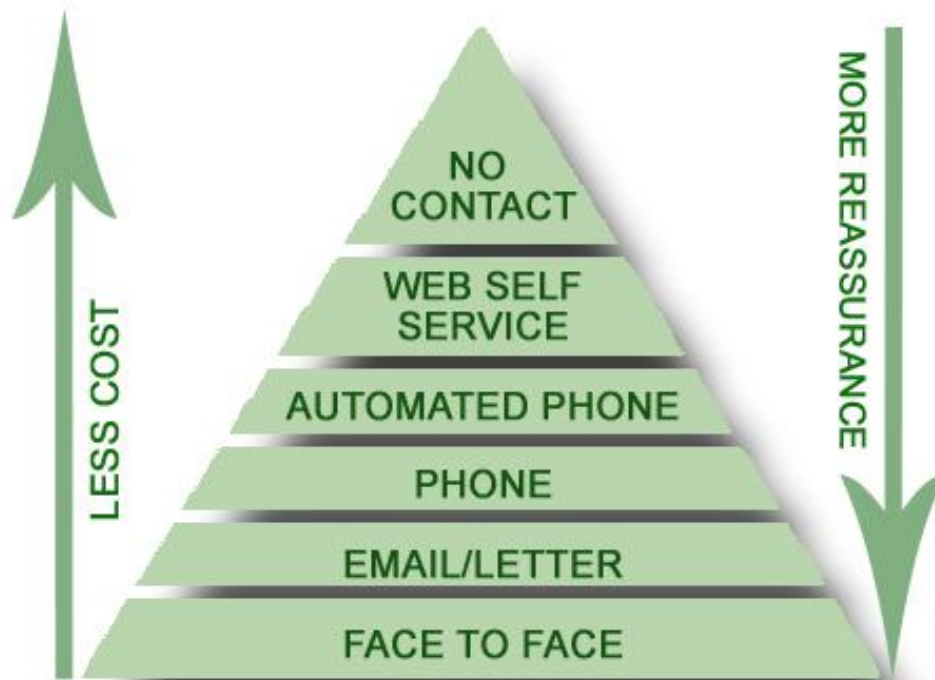 NO
CONTACT
WEB SELF
SERVICE
AUTOMATED PHONE
PHONE
EMAIL/LETTER
FACE TO FACE
LESS COST
MORE REASSURANCE